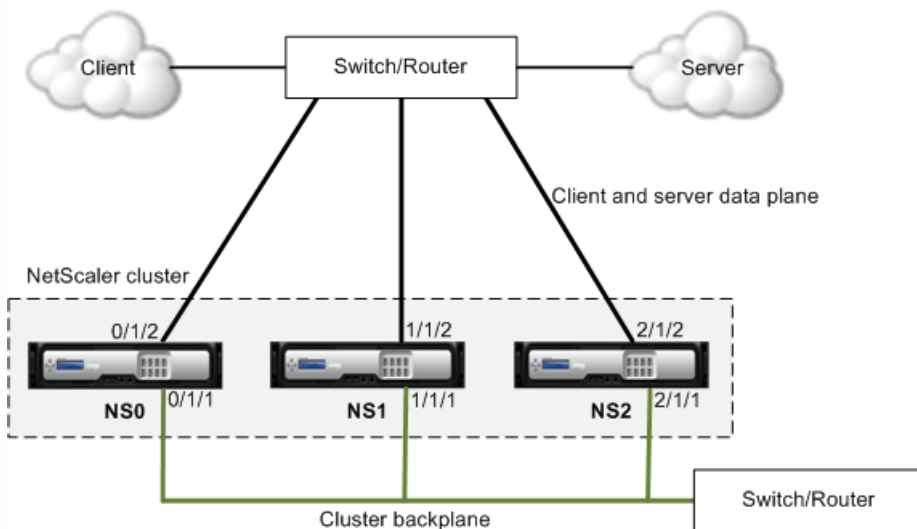 Client
Switch/Router
Server
Client and server data plane
NetScaler cluster
0/1/2
1/1/2
2/1/2
NS0
0/1/1
NS1
1/1/1
NS2
2/1/1
Cluster backplane
Switch/Router